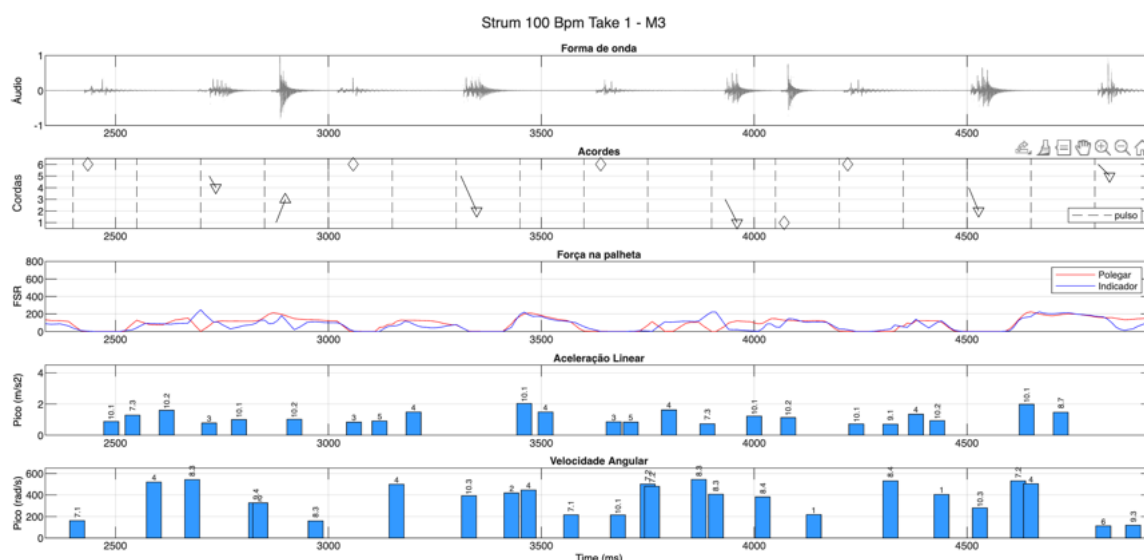 Strum 100 Bpm Take 1 - M3
Forma de onda
Áudio
1
0
-1
2500 3000 3500 4000 4500
Acordes
Cordas
6
5
4
3
2
1
pulso
2500 3000 3500 4000 4500
Força na palheta
FSR
800
600
400
200
0
Polegar
Indicador
2500 3000 3500 4000 4500
Aceleração Linear
Pico (m/s2)
4
2
0
10.1 7.3 10.2 3 10.1 10.2 3 5 4 10.1 4 3 5 4 7.3 10.1 10.2 10.1 9.1 4 10.2 10.1 8.7
2500 3000 3500 4000 4500
Velocidade Angular
Pico (rad/s)
600
400
200
0
7.1 4 8.3 9.4 8.3 4 10.3 2 4 7.1 10.1 7.2 7.2 8.3 8.3 8.4 1 8.4 1 10.3 7.2 4 6 9.3
2500 3000 3500 4000 4500
Time (ms)